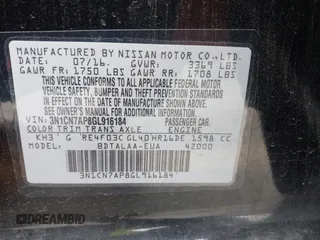 MANUFACTURED BY NISSAN MOTOR CO., LTD.
DATE: 07/16. GVWR: 3369 LBS
GAWR FR: 1750 LBS GAWR RR: 1708 LBS
THIS VEHICLE CONFORMS TO ALL APPLICABLE FEDERAL MOTOR
VEHICLE SAFETY, BUMPER, AND THEFT PREVENTION
STANDARDS IN EFFECT ON THE DATE OF MANUFACTURE SHOWN ABOVE.
SEE OWNER'S MANUAL FOR ADDITIONAL INFORMATION
PASSENGER CAR
VIN: 3N1CN7AP8GL916184
COLOR TRIM TRANS AXLE ENGINE
KH3 G RE4F03C GL40 HR16DE 1598 CC
MODEL: BDTALAA-EUA 4Z000
3N1CN7AP8GL916184
DREAMBID